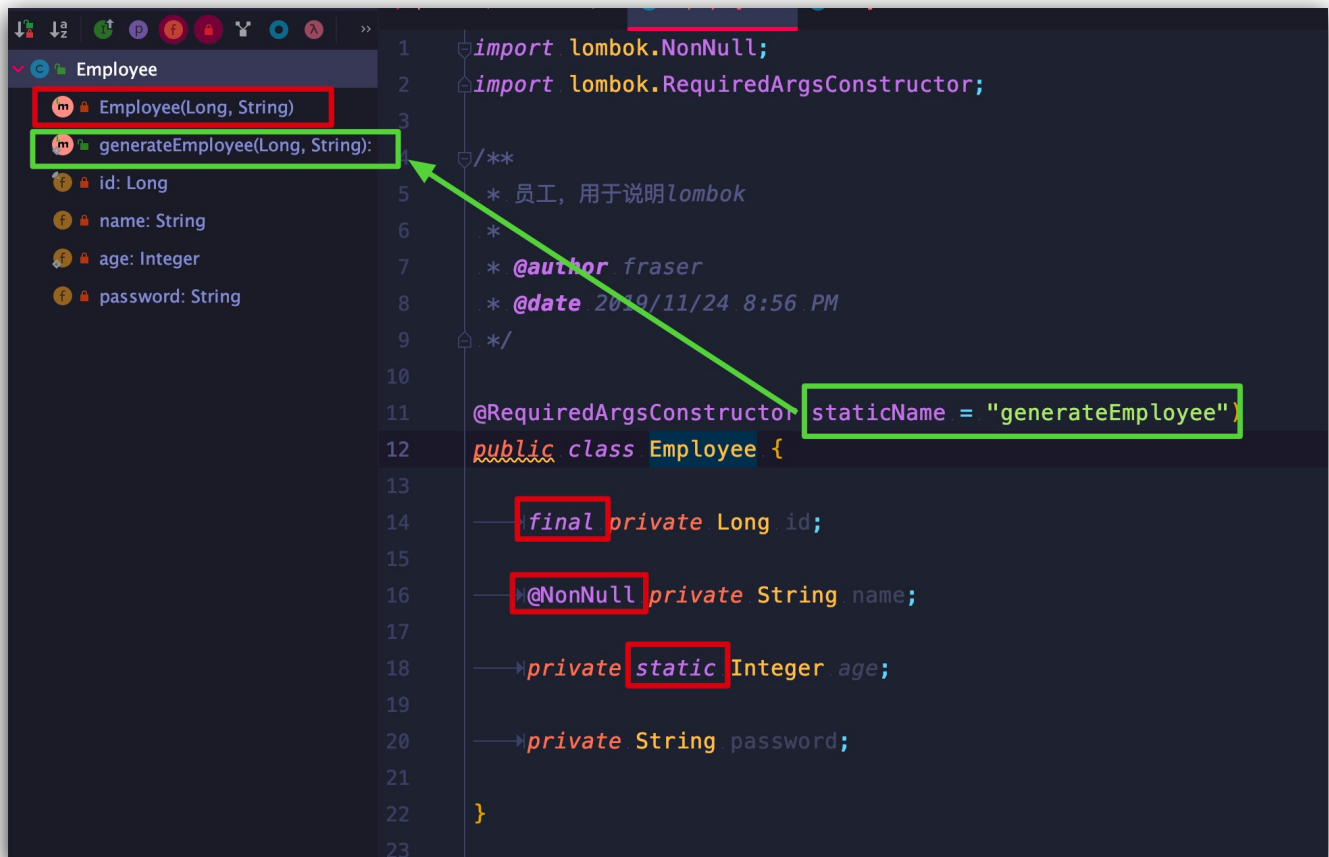 Employee
Employee(Long, String)
generateEmployee(Long, String):
id: Long
name: String
age: Integer
password: String
1 import lombok.NonNull;
2 import lombok.RequiredArgsConstructor;
3
4 /**
5 * 员工, 用于说明lombok
6 *
7 * @author fraser
8 * @date 2019/11/24 8:56 PM
9 */
10
11 @RequiredArgsConstructor staticName = "generateEmployee")
12 public class Employee {
13
14 final private Long id;
15
16 @NonNull private String name;
17
18 private static Integer age;
19
20 private String password;
21
22 }
23